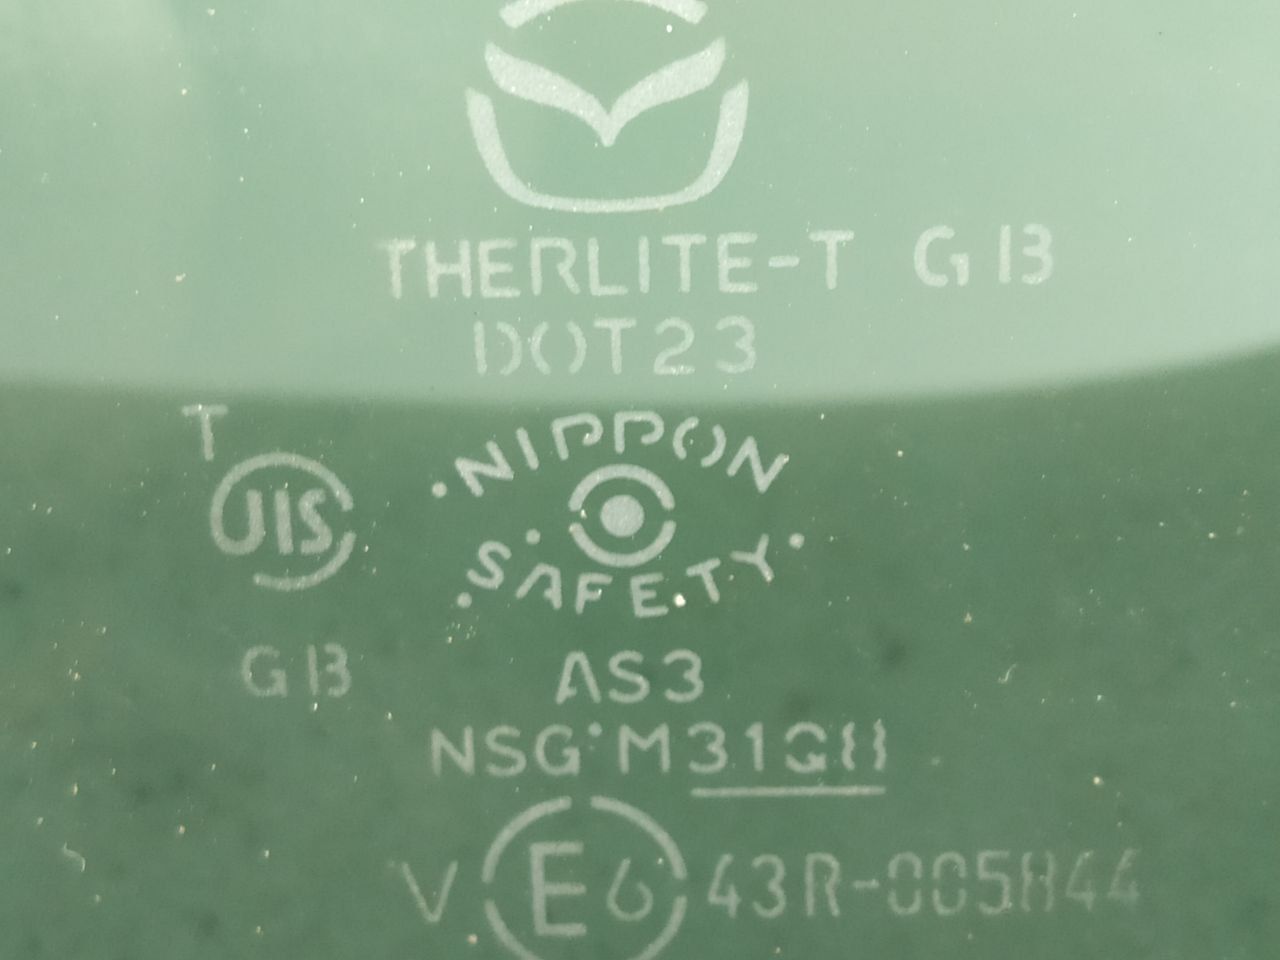 THERLITE-T G13
DOT23
T
JIS
NIPPON
SAFETY
G13
AS3
NSG M31
V E6 43R-005844